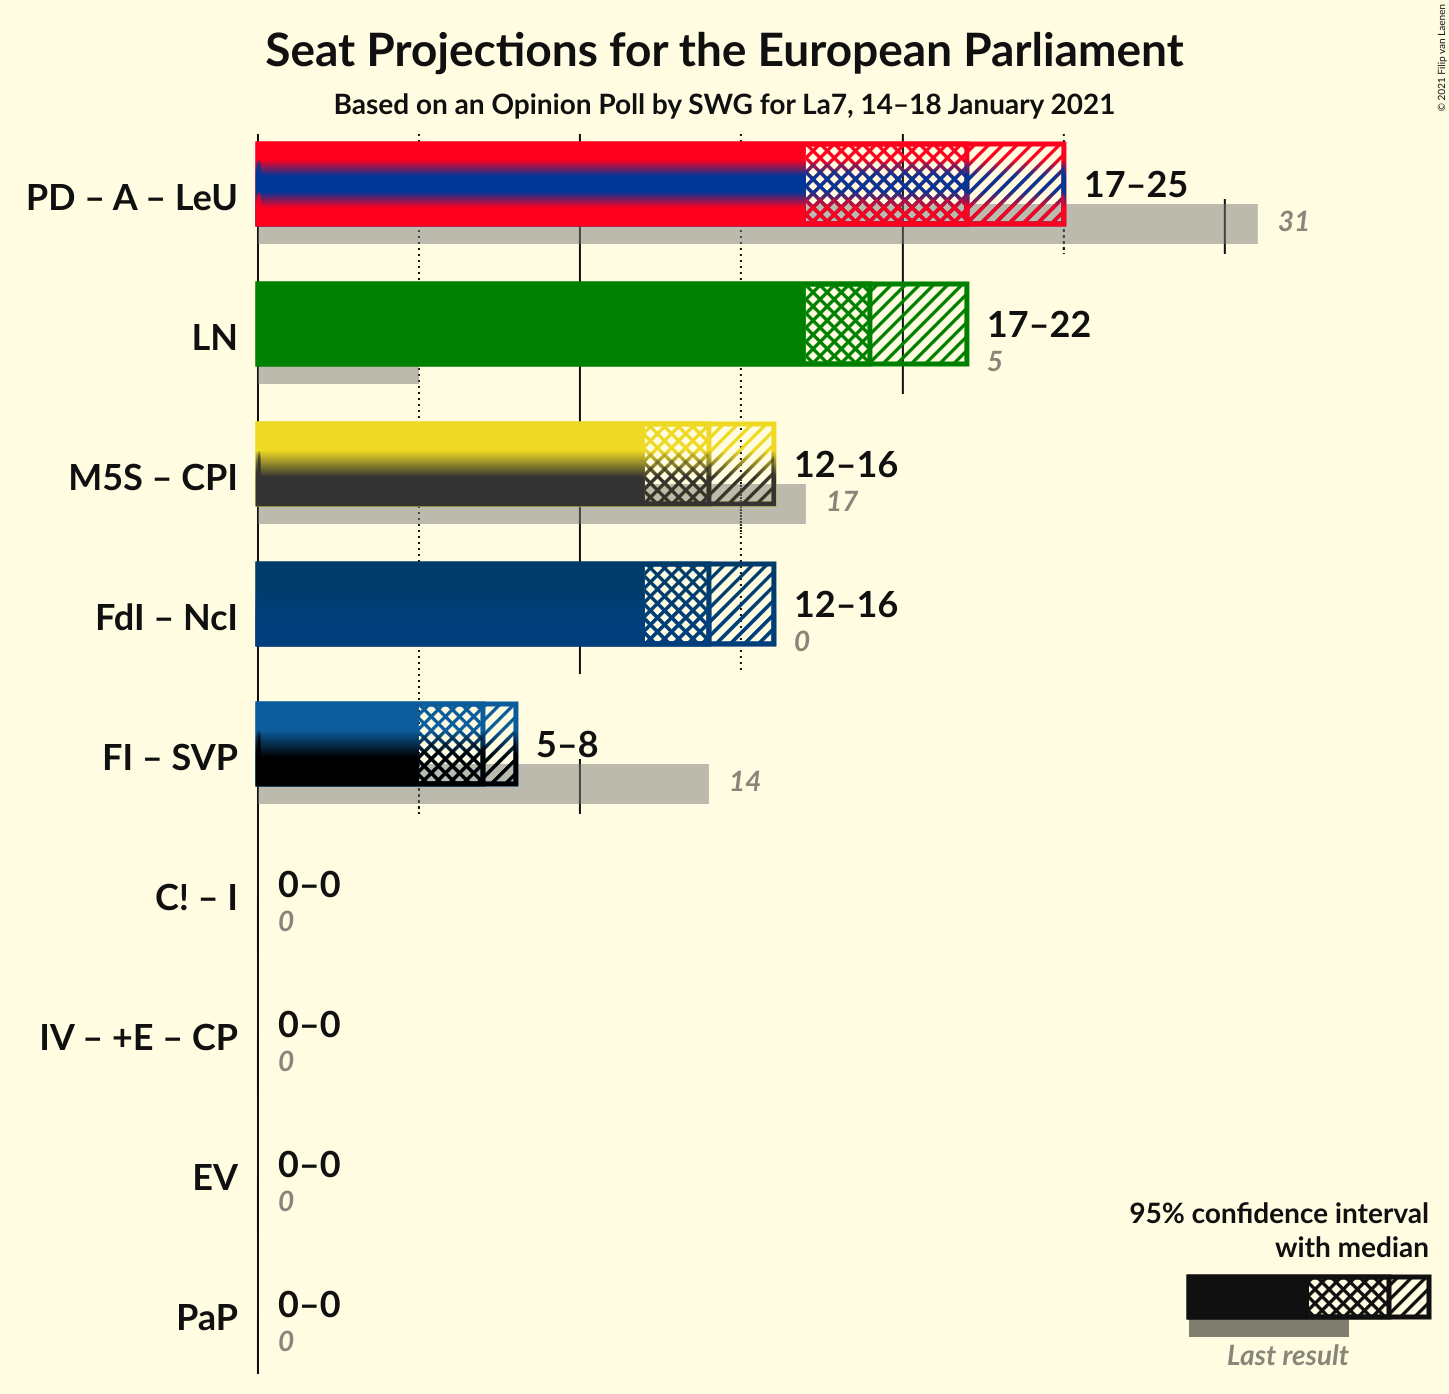 Seat Projections for the European Parliament
Based on an Opinion Poll by SWG for La7, 14–18 January 2021
© 2021 Filip van Laenen
PD – A – LeU
17–25
31
LN
17–22
5
M5S – CPI
12–16
17
FdI – NcI
12–16
0
FI – SVP
5–8
14
C! – I
0–0
0
IV – +E – CP
0–0
0
EV
0–0
0
PaP
0–0
0
95% confidence interval
with median
Last result